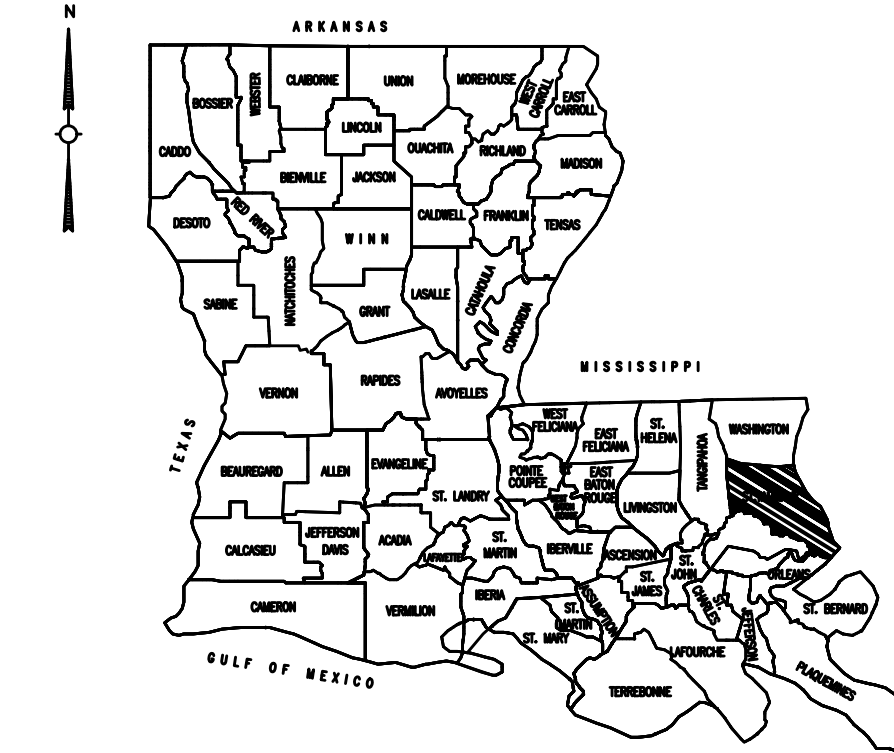 N
ARKANSAS
CADDO
BOSSIER
WEBSTER
CLAIBORNE
UNION
MOREHOUSE
WEST
CARROLL
EAST
CARROLL
LINCOLN
OUACHITA
RICHLAND
MADISON
BIENVILLE
JACKSON
DESOTO
RED RIVER
CALDWELL
FRANKLIN
TENSAS
WINN
NATCHITOCHES
SABINE
GRANT
LASALLE
CATAHOULA
CONCORDIA
MISSISSIPPI
VERNON
RAPIDES
AVOYELLES
TEXAS
WEST
FELICIANA
EAST
FELICIANA
ST.
HELENA
TANGIPAHOA
WASHINGTON
BEAUREGARD
ALLEN
EVANGELINE
ST. LANDRY
POINTE
COUPEE
EAST
BATON
ROUGE
LIVINGSTON
WEST
BATON
ROUGE
CALCASIEU
JEFFERSON
DAVIS
ACADIA
LAFAYETTE
ST.
MARTIN
IBERVILLE
ASCENSION
ST.
JAMES
ST.
JOHN
ORLEANS
CAMERON
VERMILION
IBERIA
ST.
MARTIN
ST. MARY
ASSUMPTION
ST.
CHARLES
JEFFERSON
ST. BERNARD
LAFOURCHE
PLAQUEMINES
TERREBONNE
GULF OF MEXICO